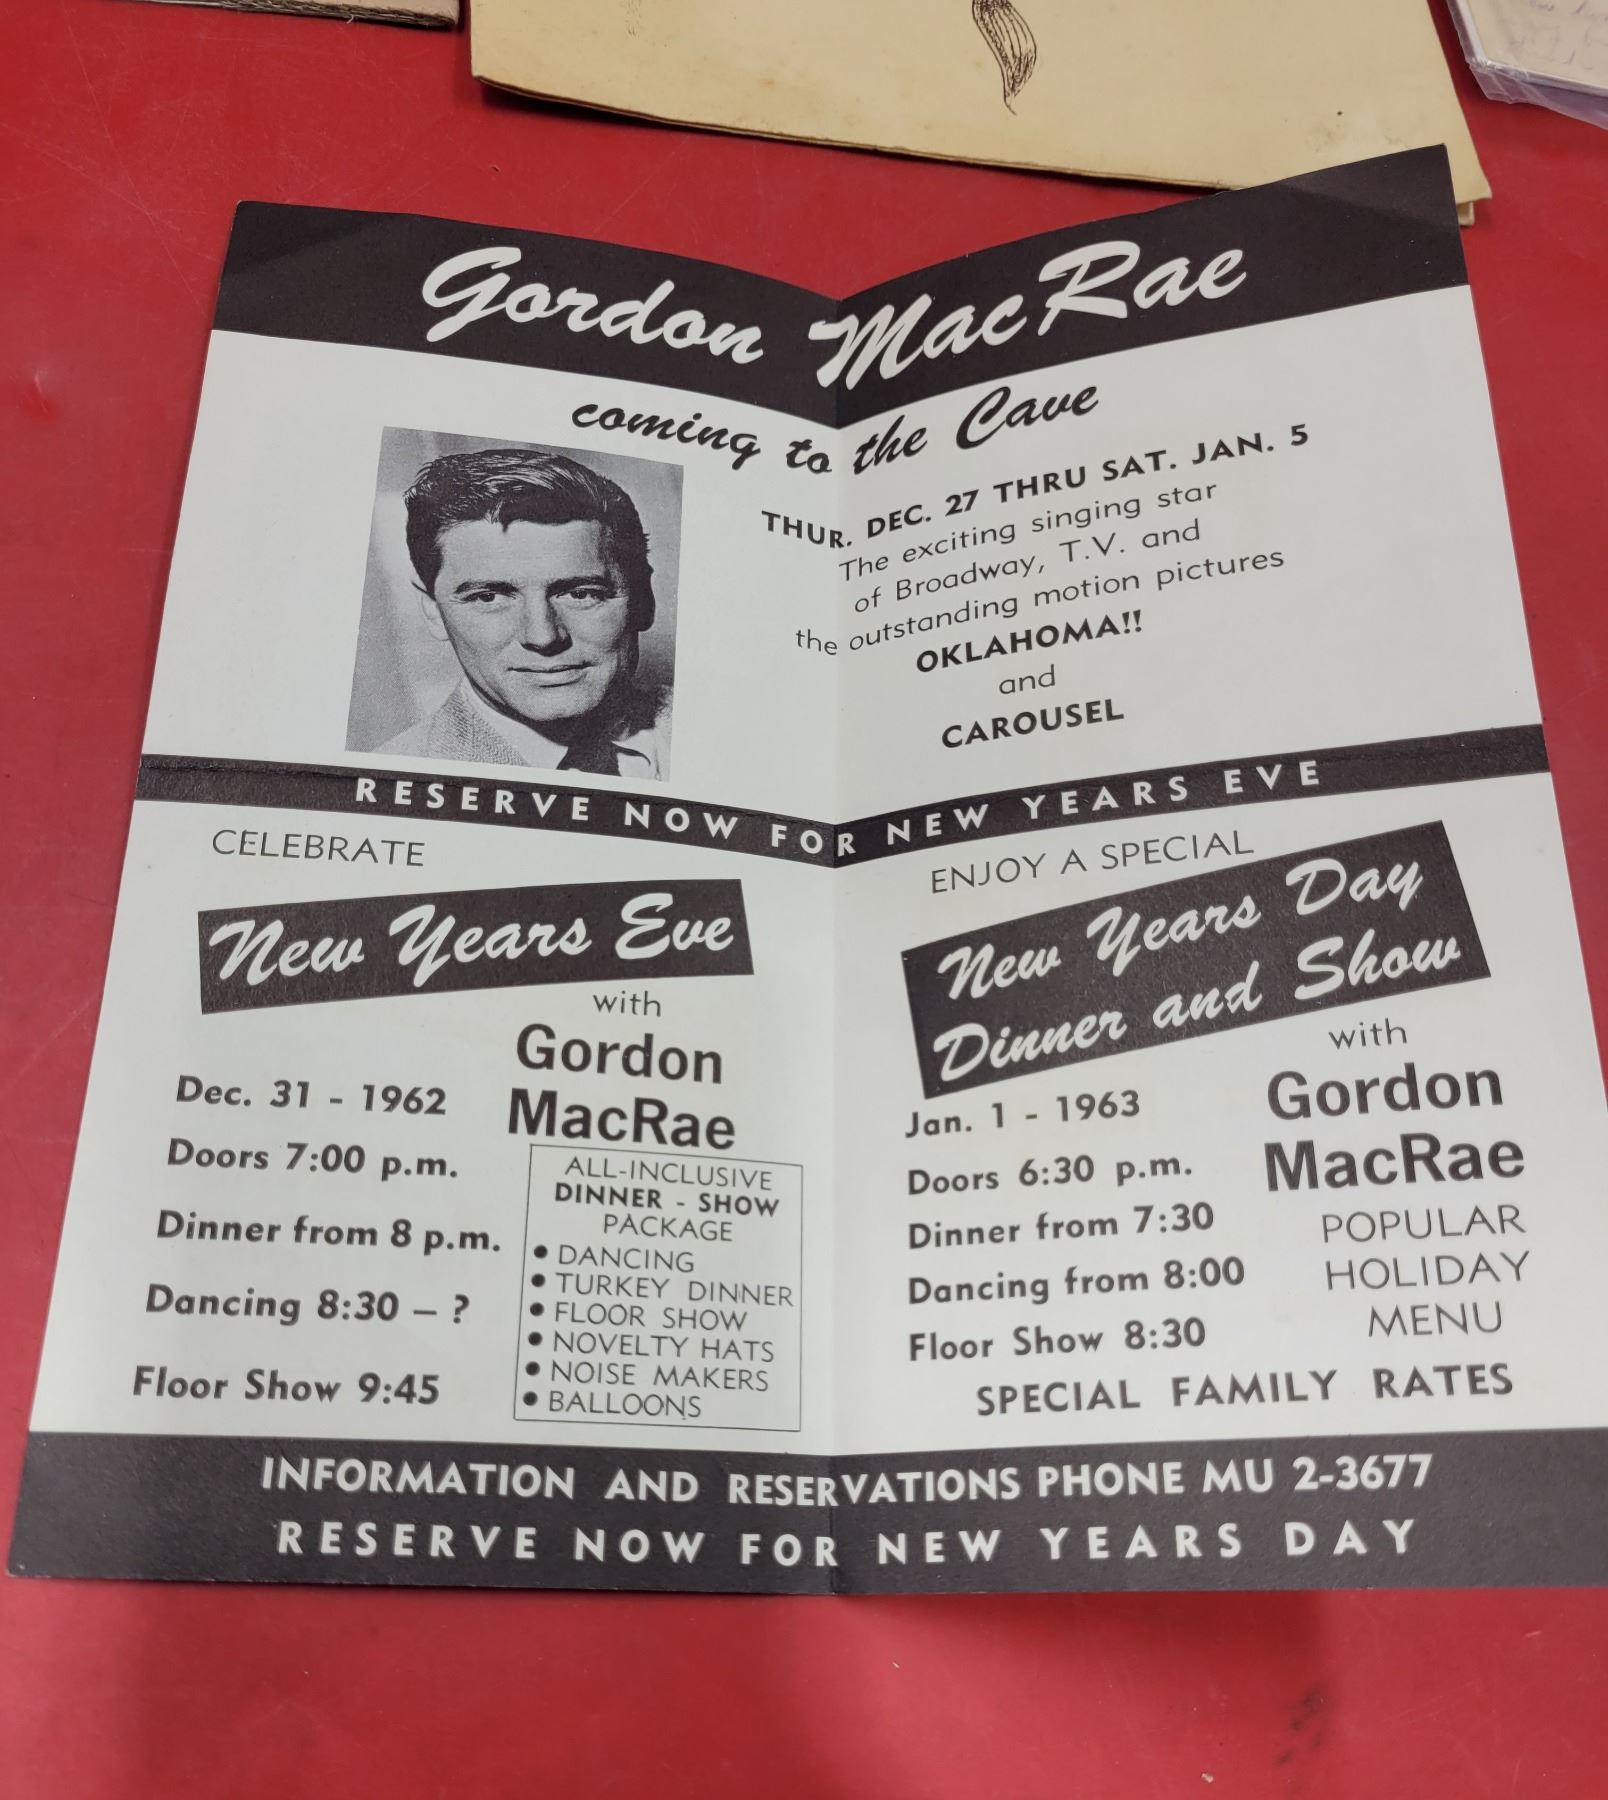 Gordon MacRae
coming to the Cave
THUR. DEC. 27 THRU SAT. JAN. 5
The exciting singing star
of Broadway, T.V. and
the outstanding motion pictures
OKLAHOMA!!
and
CAROUSEL
RESERVE NOW FOR NEW YEARS EVE
CELEBRATE
New Years Eve
with
Gordon
MacRae
Dec. 31 - 1962
Doors 7:00 p.m.
Dinner from 8 p.m.
Dancing 8:30 – ?
Floor Show 9:45
ALL-INCLUSIVE
DINNER - SHOW
PACKAGE
• DANCING
• TURKEY DINNER
• FLOOR SHOW
• NOVELTY HATS
• NOISE MAKERS
• BALLOONS
ENJOY A SPECIAL
New Years Day
Dinner and Show
with
Gordon
MacRae
Jan. 1 - 1963
Doors 6:30 p.m.
Dinner from 7:30
Dancing from 8:00
Floor Show 8:30
POPULAR
HOLIDAY
MENU
SPECIAL FAMILY RATES
INFORMATION AND RESERVATIONS PHONE MU 2-3677
RESERVE NOW FOR NEW YEARS DAY